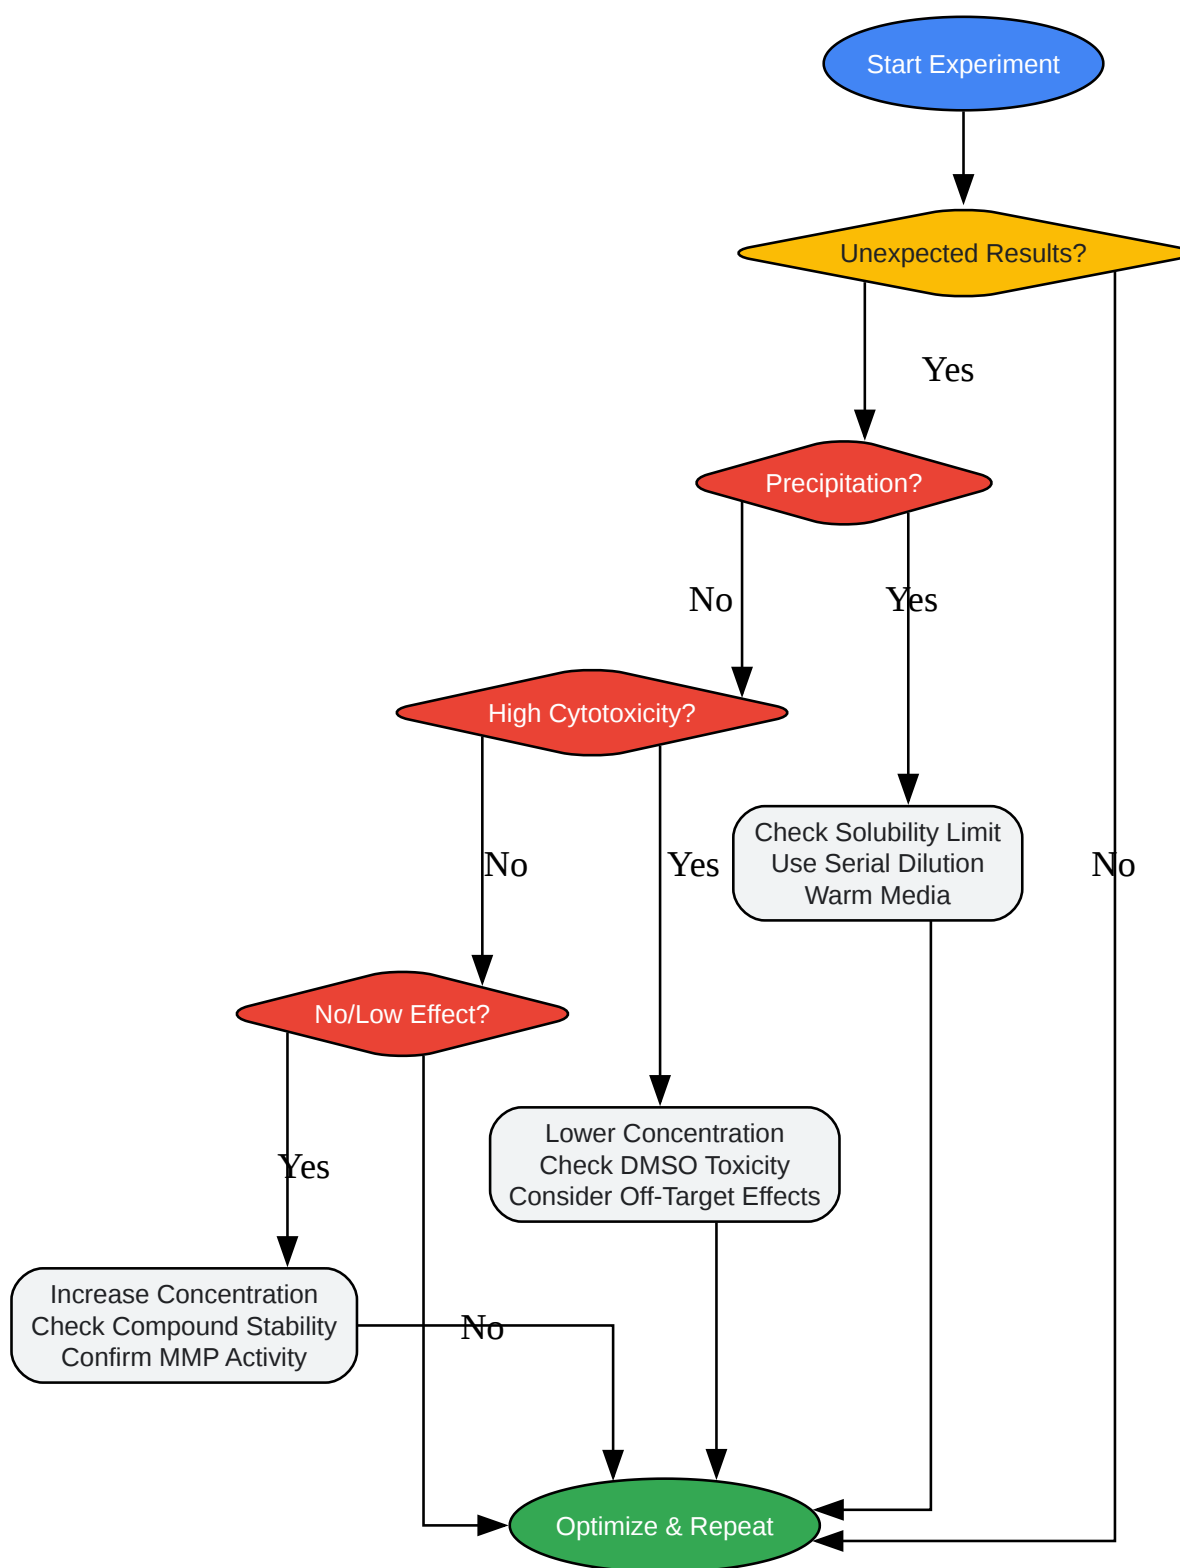 Start Experiment
Unexpected Results?
Yes
Precipitation?
No
Yes
High Cytotoxicity?
Check Solubility Limit
Use Serial Dilution
Warm Media
No
Yes
No
No/Low Effect?
Lower Concentration
Check DMSO Toxicity
Consider Off-Target Effects
Yes
Increase Concentration
Check Compound Stability
Confirm MMP Activity
No
Optimize & Repeat